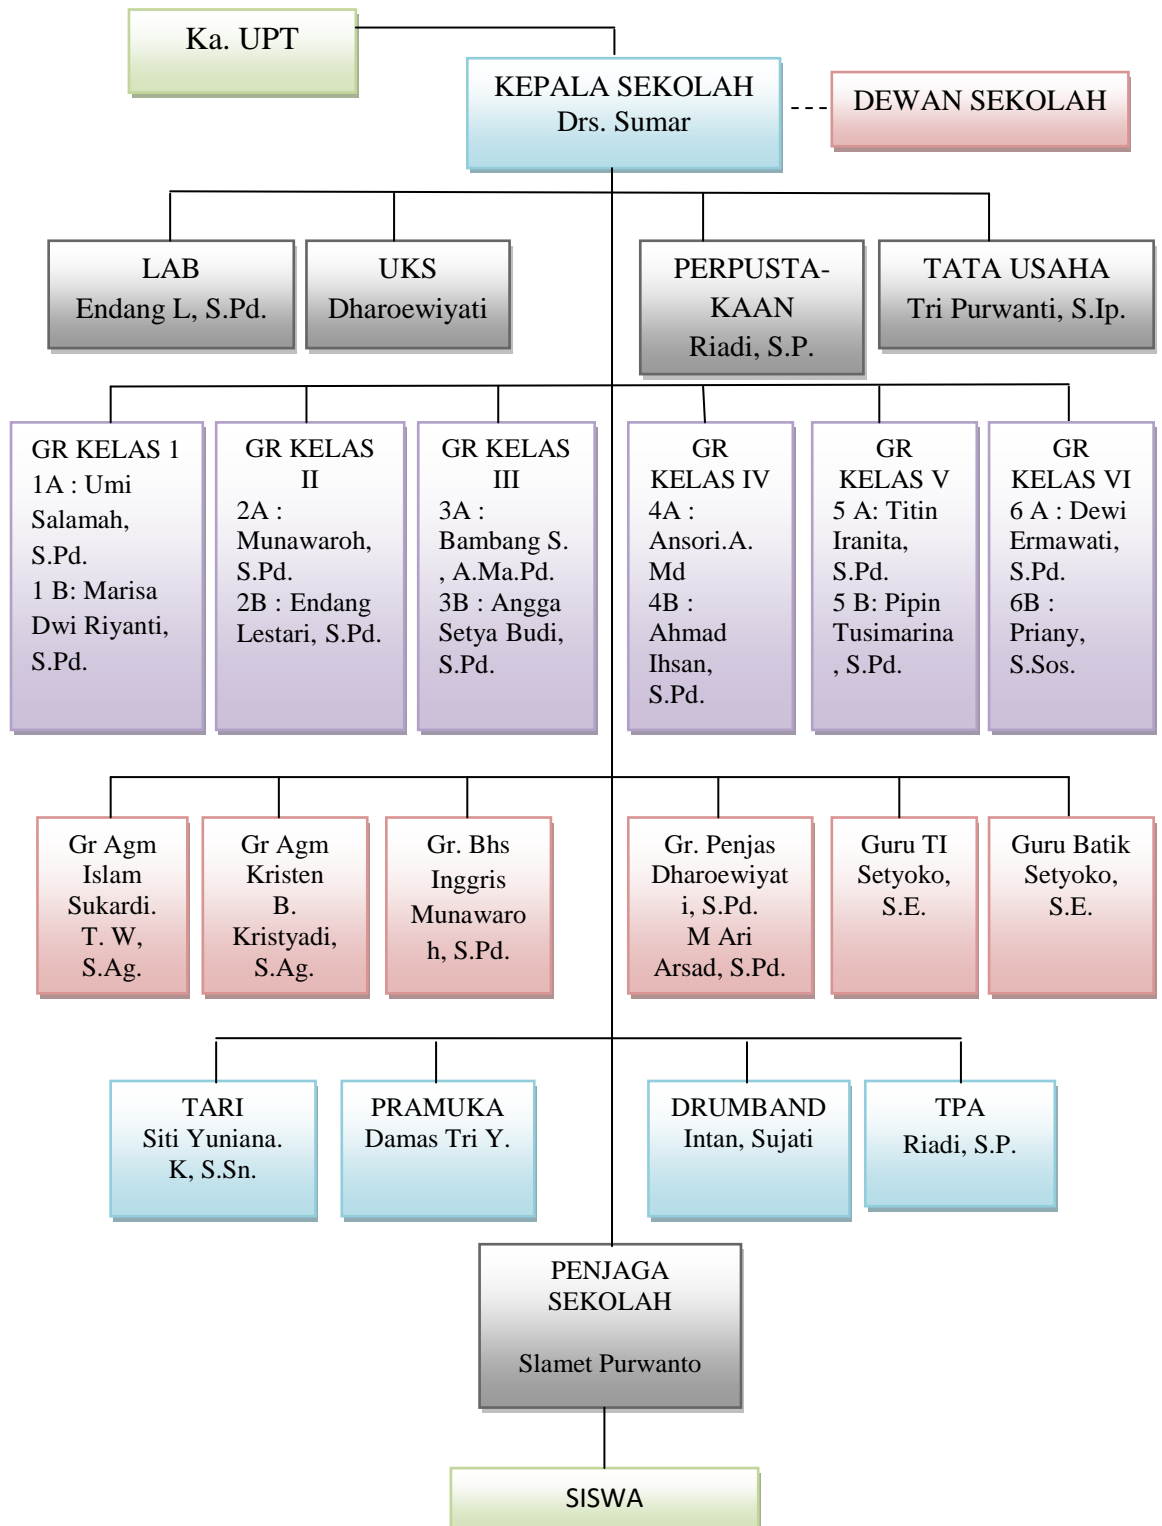 Ka. UPT
KEPALA SEKOLAH
Drs. Sumar
DEWAN SEKOLAH
LAB
Endang L, S.Pd.
UKS
Dharoewiyati
PERPUSTA-
KAAN
Riadi, S.P.
TATA USAHA
Tri Purwanti, S.Ip.
GR KELAS 1
1A : Umi
Salamah,
S.Pd.
1 B: Marisa
Dwi Riyanti,
S.Pd.
GR KELAS
II
2A :
Munawaroh,
S.Pd.
2B : Endang
Lestari, S.Pd.
GR KELAS
III
3A :
Bambang S.
, A.Ma.Pd.
3B : Angga
Setya Budi,
S.Pd.
GR
KELAS IV
4A :
Ansori.A.
Md
4B :
Ahmad
Ihsan,
S.Pd.
GR
KELAS V
5 A: Titin
Iranita,
S.Pd.
5 B: Pipin
Tusimarina
, S.Pd.
GR
KELAS VI
6 A : Dewi
Ermawati,
S.Pd.
6B :
Priany,
S.Sos.
Gr Agm
Islam
Sukardi.
T. W,
S.Ag.
Gr Agm
Kristen
B.
Kristyadi,
S.Ag.
Gr. Bhs
Inggris
Munawaro
h, S.Pd.
Gr. Penjas
Dharoewiyat
i, S.Pd.
M Ari
Arsad, S.Pd.
Guru TI
Setyoko,
S.E.
Guru Batik
Setyoko,
S.E.
TARI
Siti Yuniana.
K, S.Sn.
PRAMUKA
Damas Tri Y.
DRUMBAND
Intan, Sujati
TPA
Riadi, S.P.
PENJAGA
SEKOLAH
Slamet Purwanto
SISWA